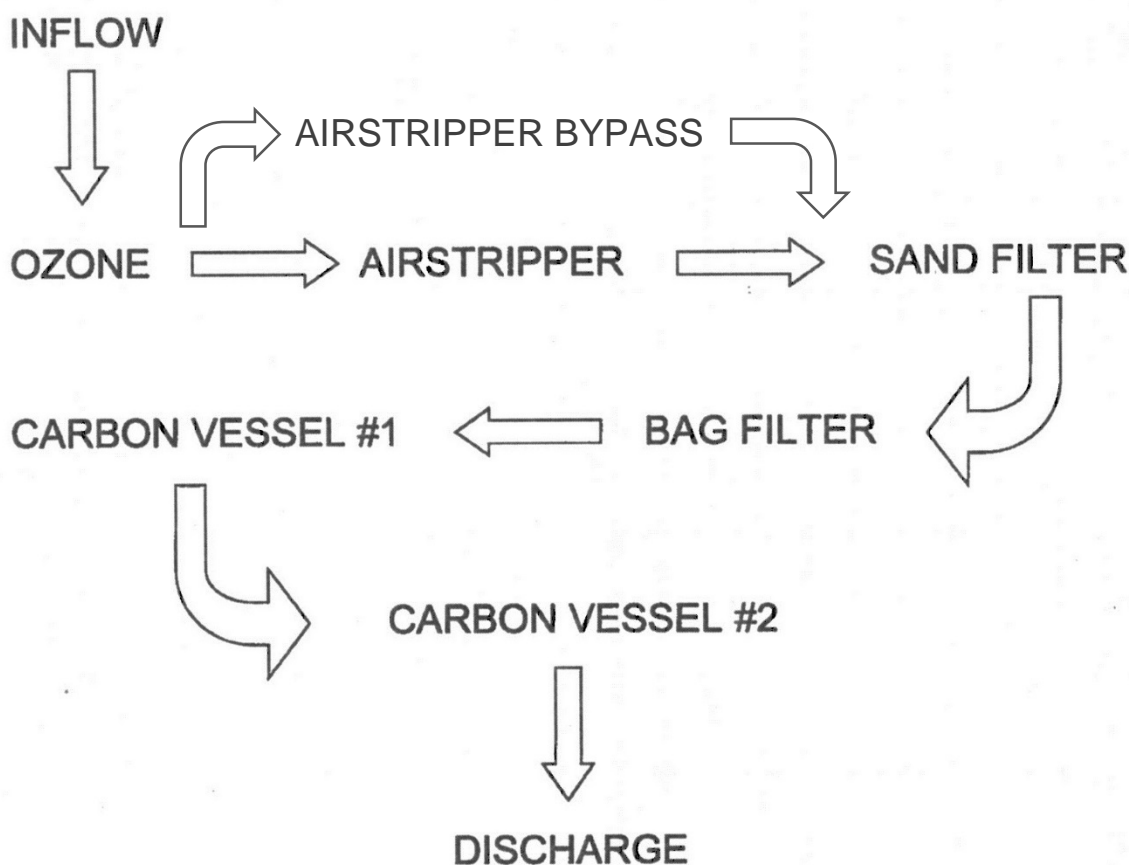 INFLOW
AIRSTRIPPER BYPASS
OZONE
AIRSTRIPPER
SAND FILTER
CARBON VESSEL #1
BAG FILTER
CARBON VESSEL #2
DISCHARGE